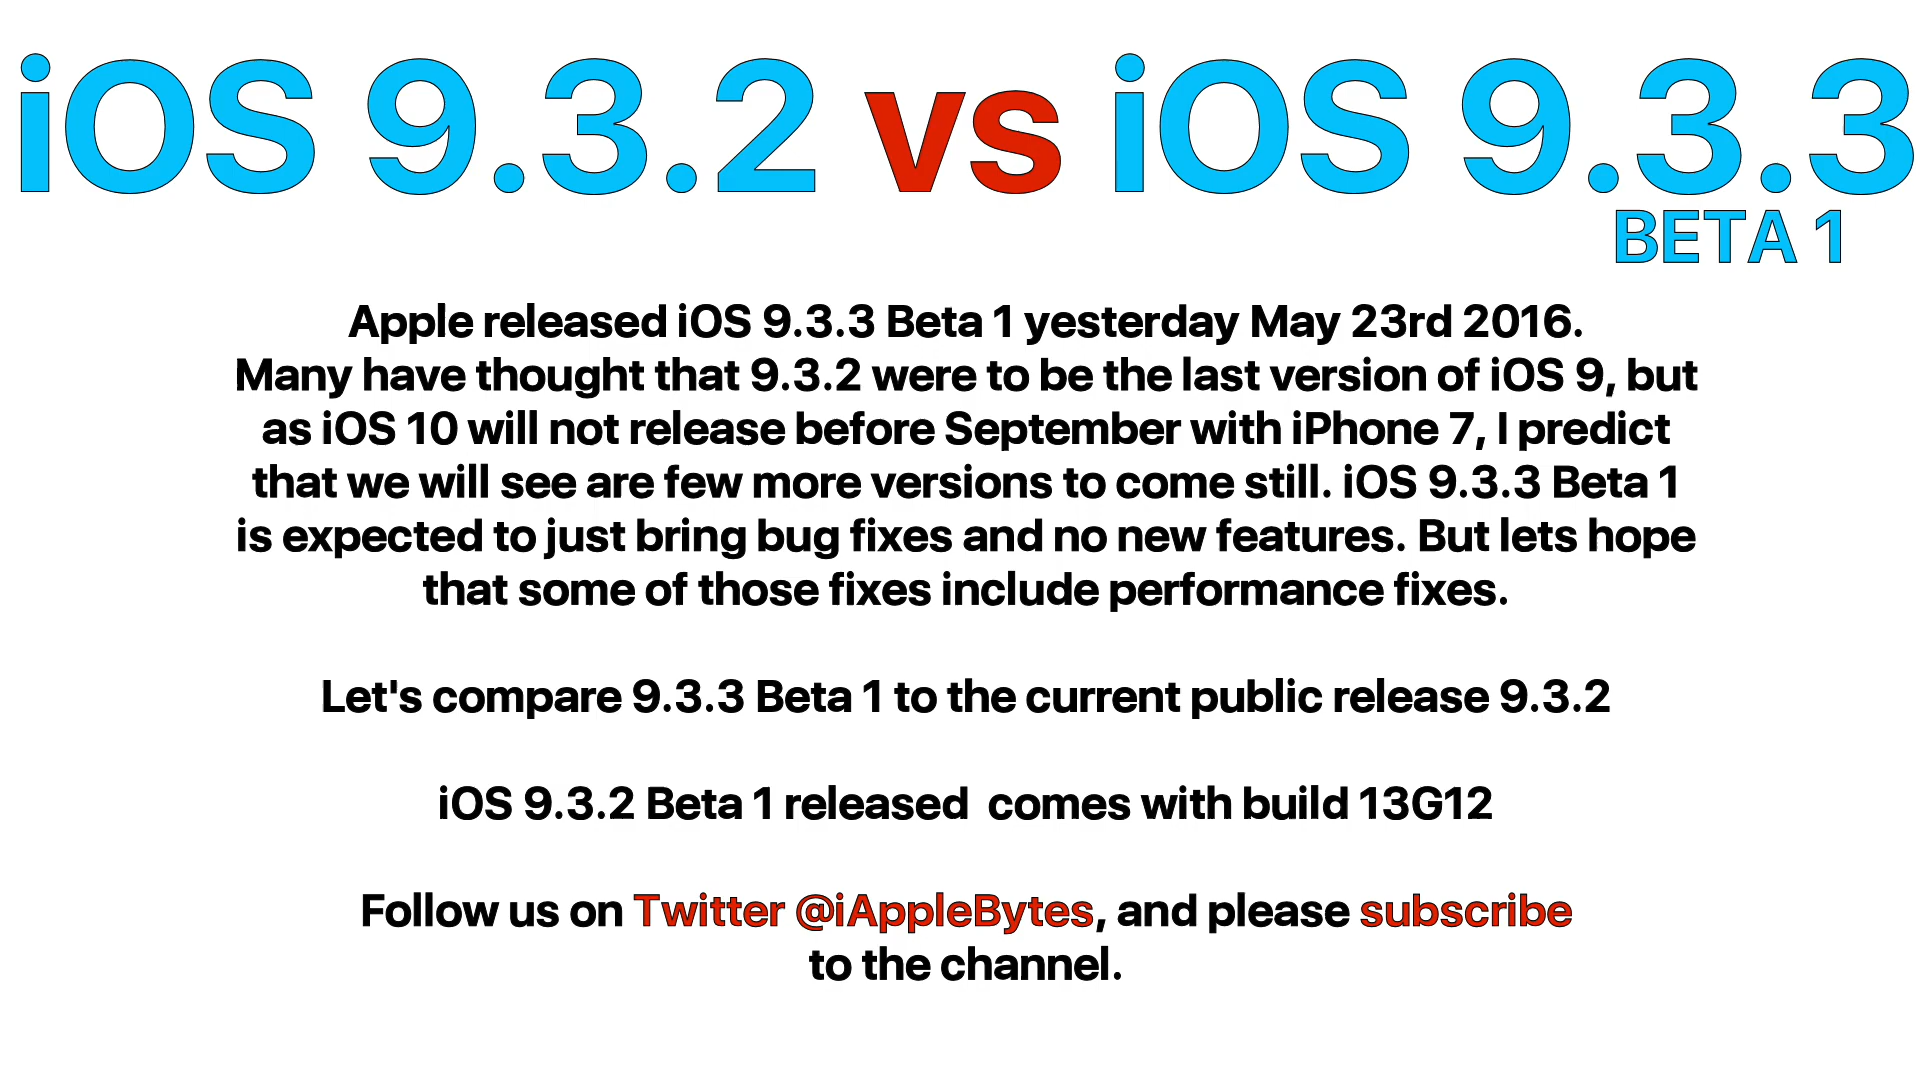 iOS 9.3.2 vs iOS 9.3.3
BETA 1
Apple released iOS 9.3.3 Beta 1 yesterday May 23rd 2016.
Many have thought that 9.3.2 were to be the last version of iOS 9, but
as iOS 10 will not release before September with iPhone 7, I predict
that we will see are few more versions to come still. iOS 9.3.3 Beta 1
is expected to just bring bug fixes and no new features. But lets hope
that some of those fixes include performance fixes.
Let's compare 9.3.3 Beta 1 to the current public release 9.3.2
iOS 9.3.2 Beta 1 released  comes with build 13G12
Follow us on Twitter @iAppleBytes, and please subscribe
to the channel.